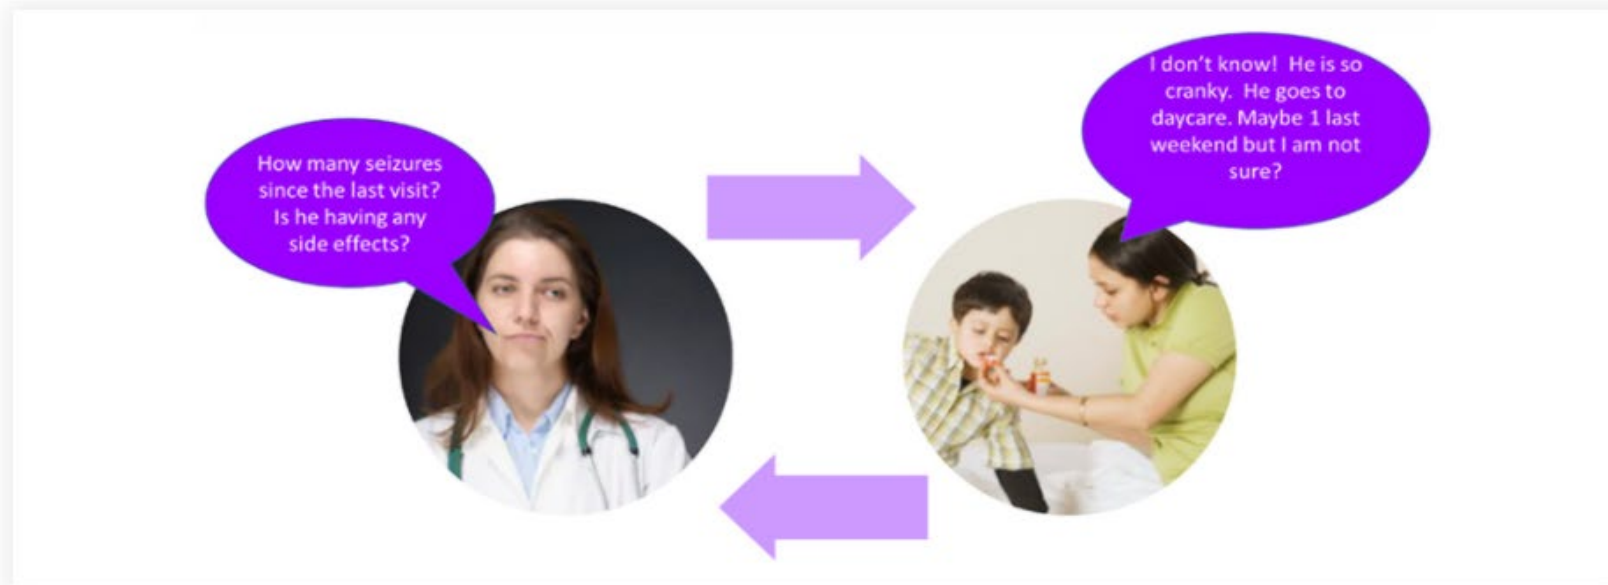 How many seizures
since the last visit?
Is he having any
side effects?
I don't know!  He is so
cranky.  He goes to
daycare. Maybe 1 last
weekend but I am not
sure?